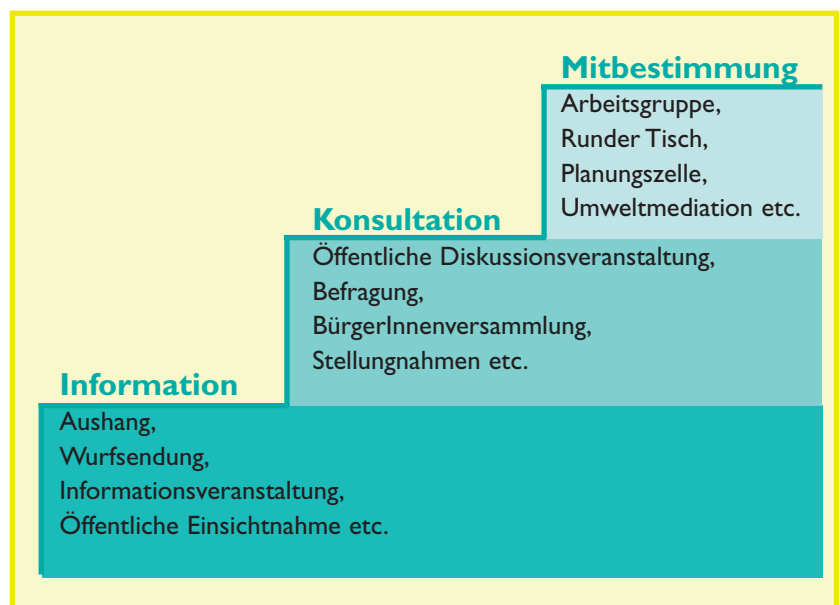 Mitbestimmung
Arbeitsgruppe,
Runder Tisch,
Planungszelle,
Umweltmediation etc.
Konsultation
Öffentliche Diskussionsveranstaltung,
Befragung,
BürgerInnenversammlung,
Stellungnahmen etc.
Information
Aushang,
Wurfsendung,
Informationsveranstaltung,
Öffentliche Einsichtnahme etc.